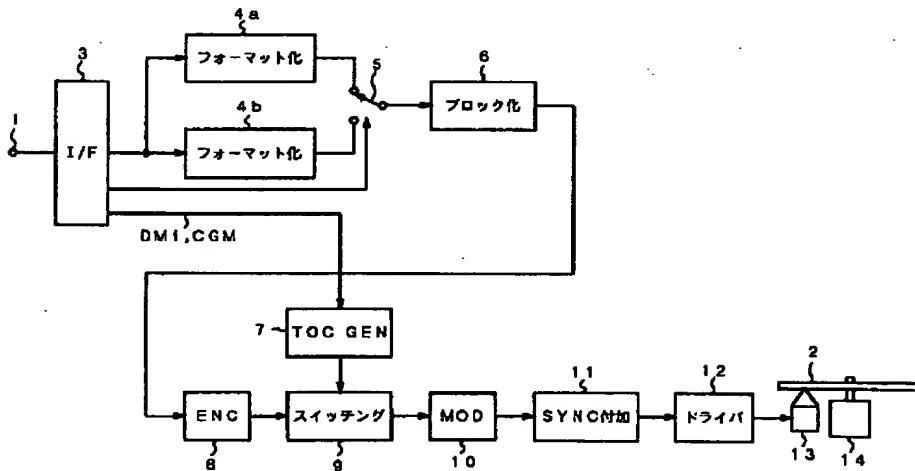 4a
3
フォーマット化
5
6
ブロック化
4b
1
I/F
フォーマット化
DM1,CGM
7
TOC GEN
11
12
2
ENC
スイッチング
MOD
SYNC付加
ドライバ
8
9
10
13
14